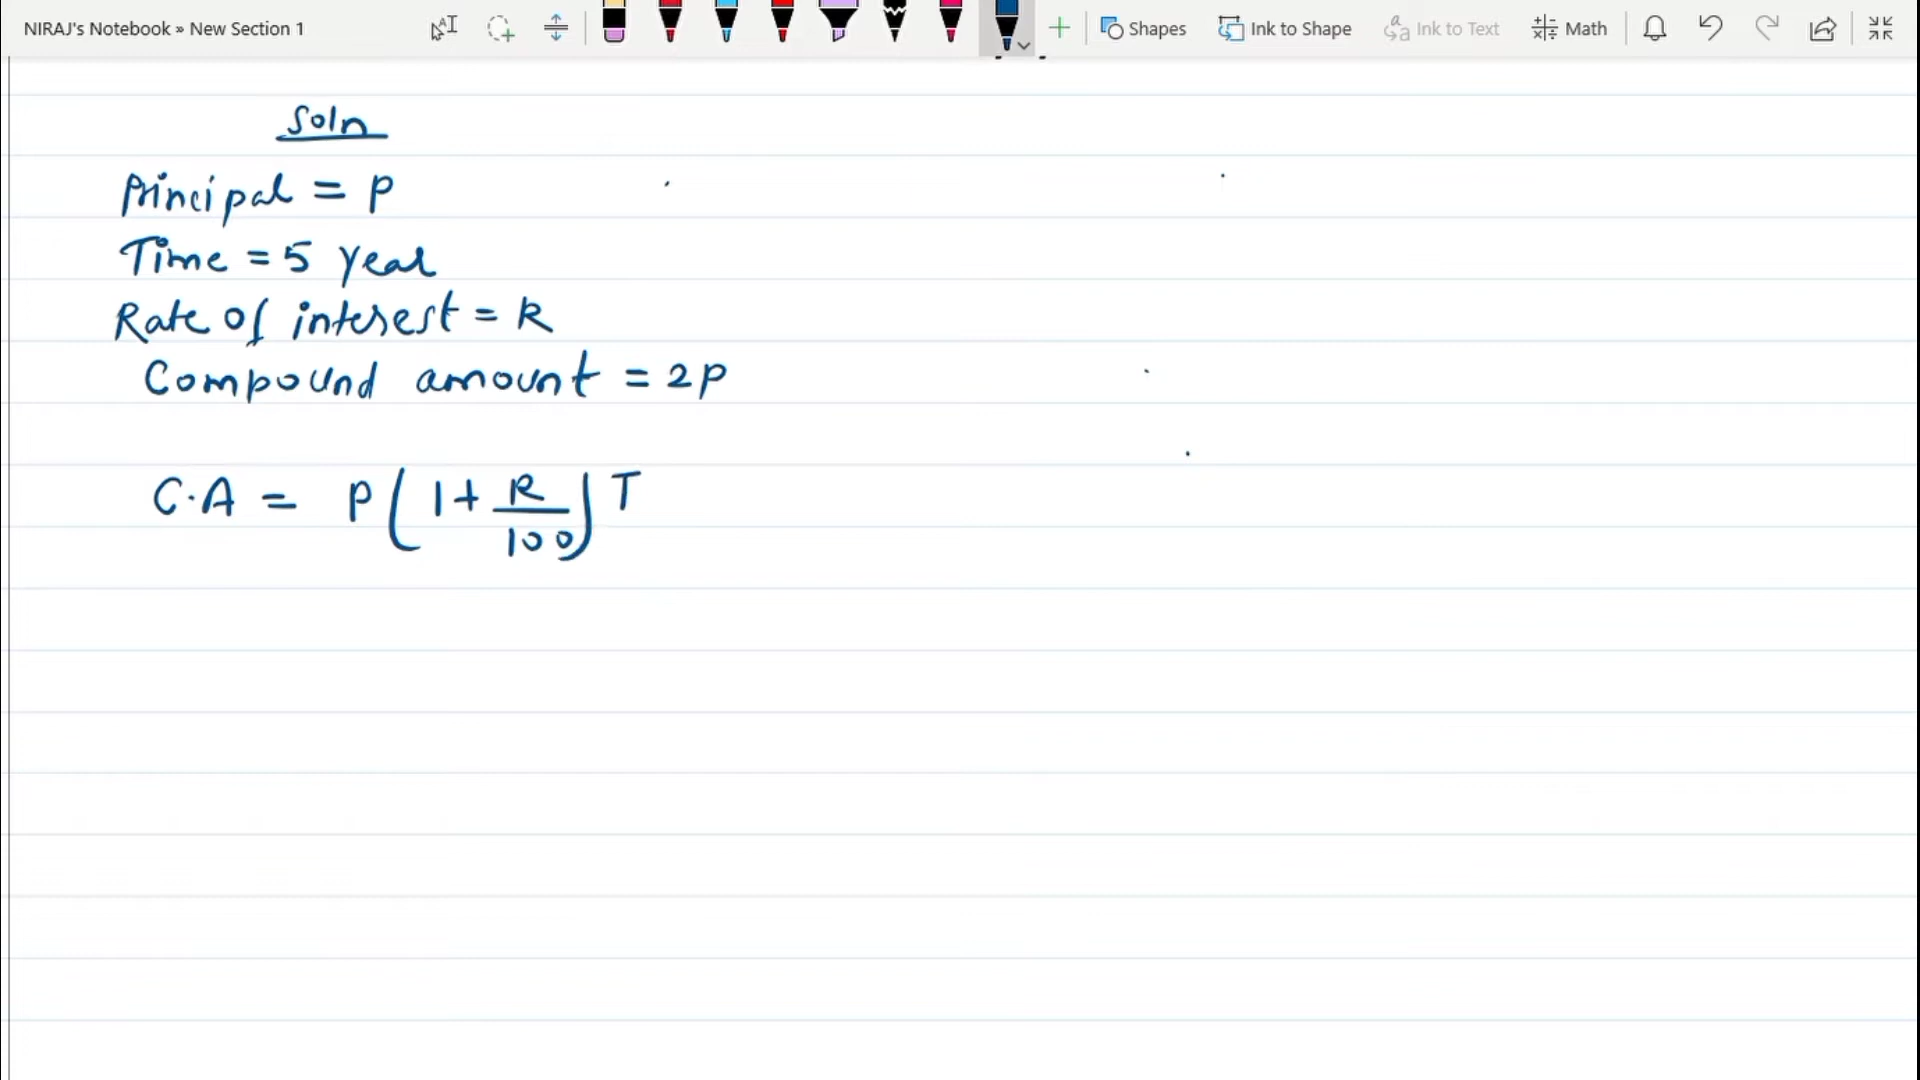 NIRAJ's Notebook » New Section 1
Shapes
Ink to Shape
Ink to Text
Math
Soln
Principal = P
Time = 5 year
Rate of interest = R
Compound amount = 2P
C.A = P(1+R/100)T